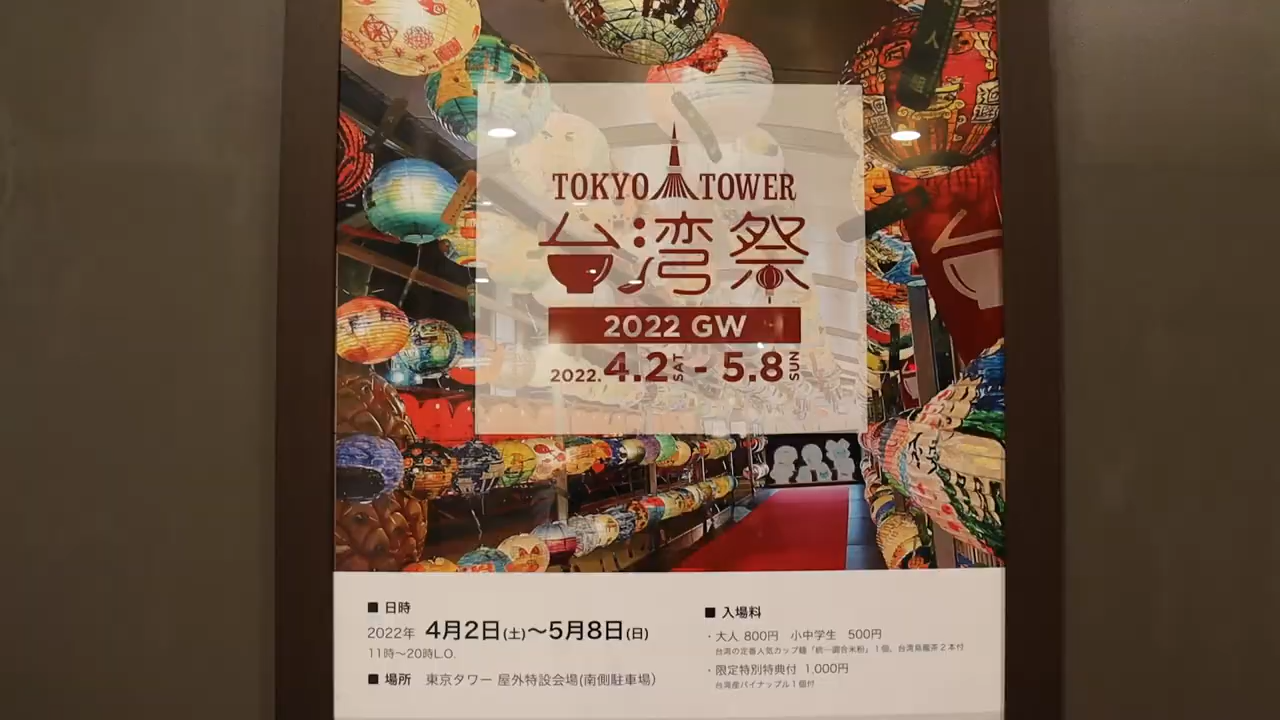 TOKYO TOWER
台湾祭
2022 GW
2022. 4.2 SAT - 5.8 SUN
■ 日時
2022年 4月2日(土)〜5月8日(日)
11時〜20時L.O.
■ 場所 東京タワー 屋外特設会場(南側駐車場)
■ 入場料
・大人 800円 小中学生 500円
台湾の定番人気カップ麺「統一調合米粉」1個、台湾烏龍茶2本付
・限定特別特典付 1,000円
台湾産パイナップル1個付